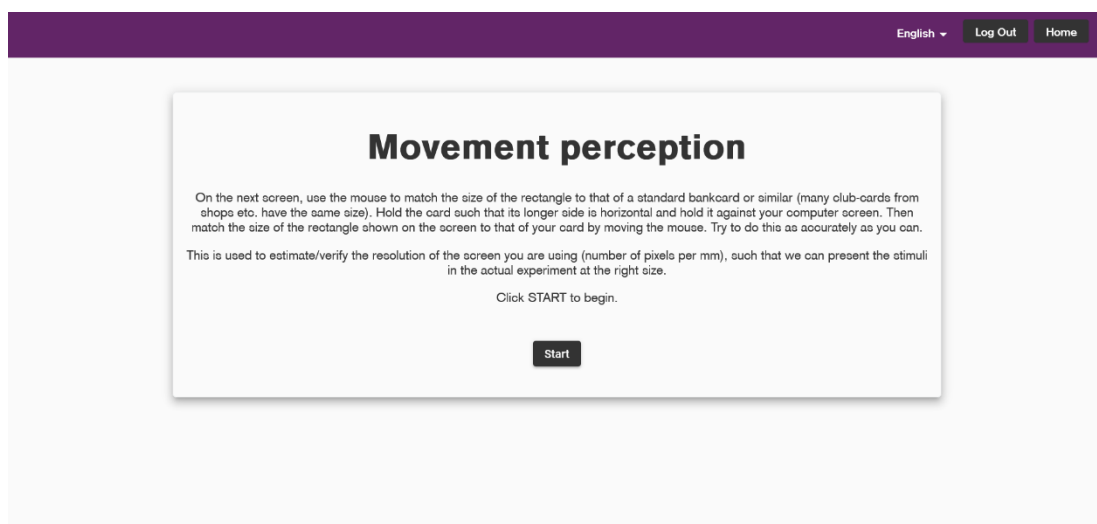 English
Log Out
Home
Movement perception
On the next screen, use the mouse to match the size of the rectangle to that of a standard bankcard or similar (many club-cards from
shops etc. have the same size). Hold the card such that its longer side is horizontal and hold it against your computer screen. Then
match the size of the rectangle shown on the screen to that of your card by moving the mouse. Try to do this as accurately as you can.
This is used to estimate/verify the resolution of the screen you are using (number of pixels per mm), such that we can present the stimuli
in the actual experiment at the right size.
Click START to begin.
Start